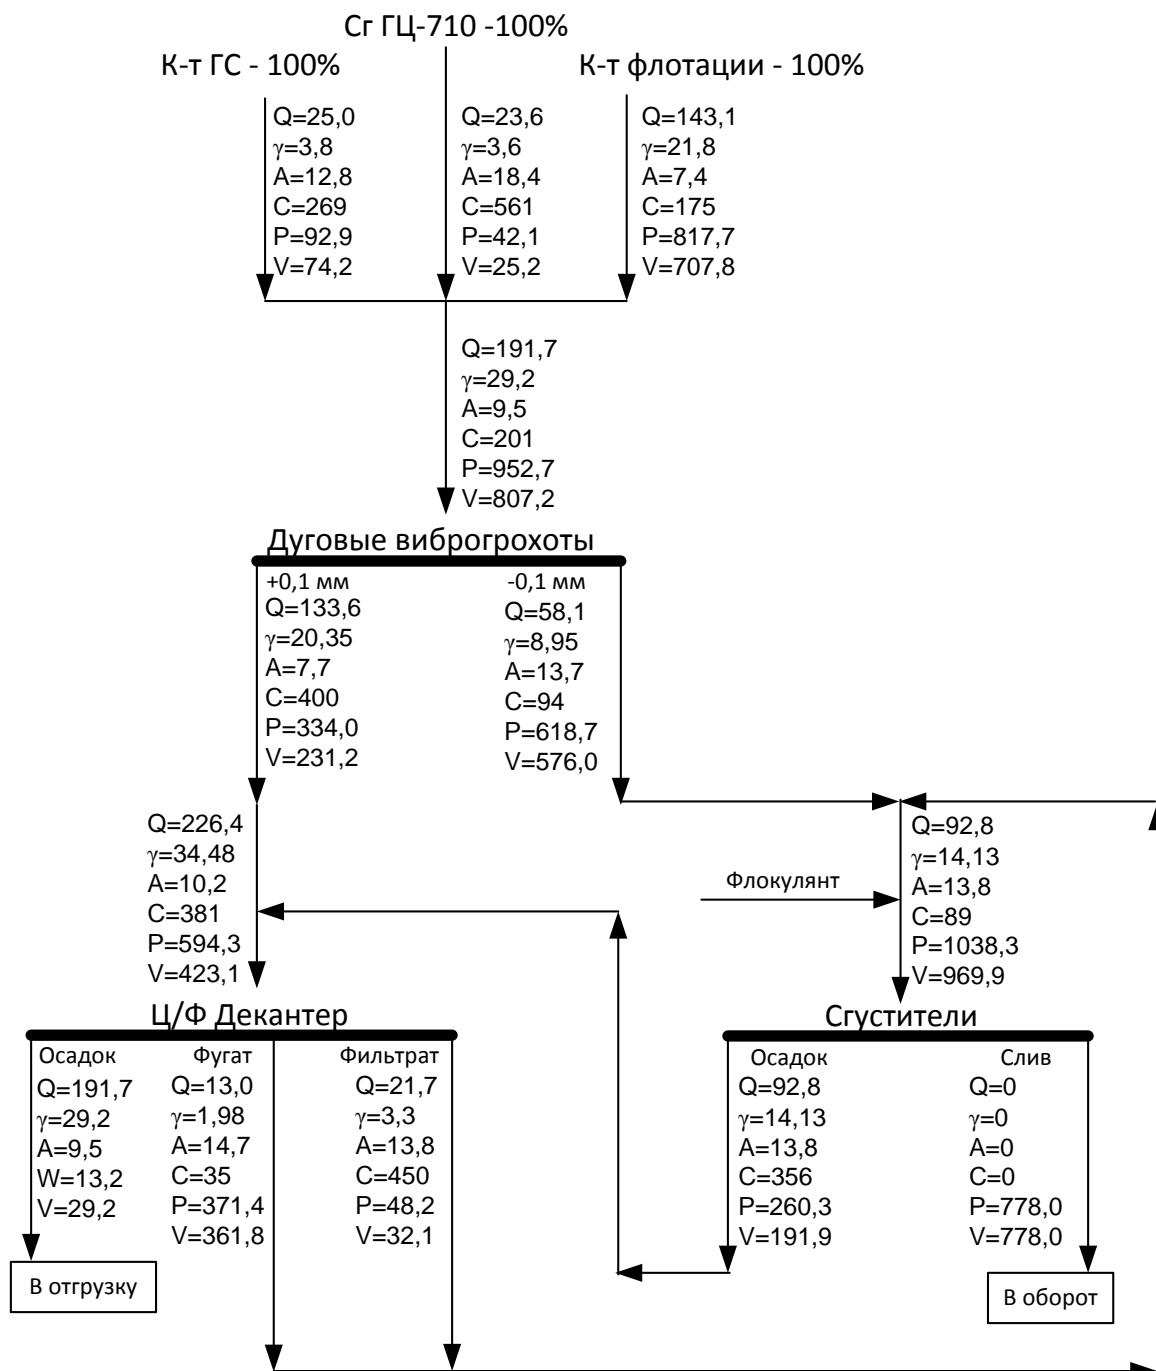 Сг ГЦ-710 -100%
К-т ГС - 100%
К-т флотации - 100%
Q=25,0
γ=3,8
A=12,8
C=269
P=92,9
V=74,2
Q=23,6
γ=3,6
A=18,4
C=561
P=42,1
V=25,2
Q=143,1
γ=21,8
A=7,4
C=175
P=817,7
V=707,8
Q=191,7
γ=29,2
A=9,5
C=201
P=952,7
V=807,2
Дуговые виброгрохоты
+0,1 мм
Q=133,6
γ=20,35
A=7,7
C=400
P=334,0
V=231,2
-0,1 мм
Q=58,1
γ=8,95
A=13,7
C=94
P=618,7
V=576,0
Q=226,4
γ=34,48
A=10,2
C=381
P=594,3
V=423,1
Флокулянт
Q=92,8
γ=14,13
A=13,8
C=89
P=1038,3
V=969,9
Ц/Ф Декантер
Осадок
Q=191,7
γ=29,2
A=9,5
W=13,2
V=29,2
Фугат
Q=13,0
γ=1,98
A=14,7
C=35
P=371,4
V=361,8
Фильтрат
Q=21,7
γ=3,3
A=13,8
C=450
P=48,2
V=32,1
Сгустители
Осадок
Q=92,8
γ=14,13
A=13,8
C=356
P=260,3
V=191,9
Слив
Q=0
γ=0
A=0
C=0
P=778,0
V=778,0
В отгрузку
В оборот